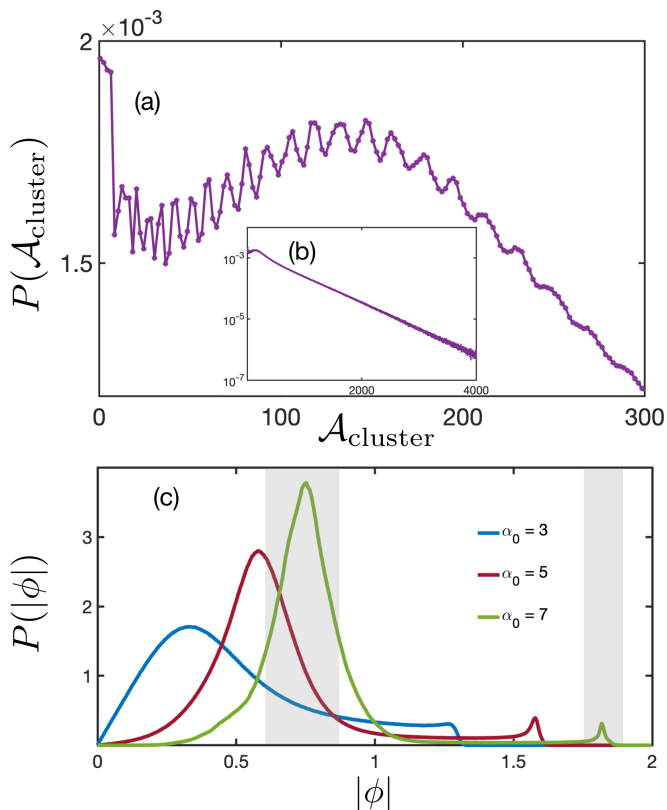 ×10⁻³
2
(a)
1.5
P(𝒜cluster)
(b)
10⁻³
10⁻⁵
10⁻⁷
2000 4000
0 100 200 300
𝒜cluster
(c)
3
2
1
P(|ϕ|)
α₀ = 3
α₀ = 5
α₀ = 7
0 0.5 1 1.5 2
|ϕ|